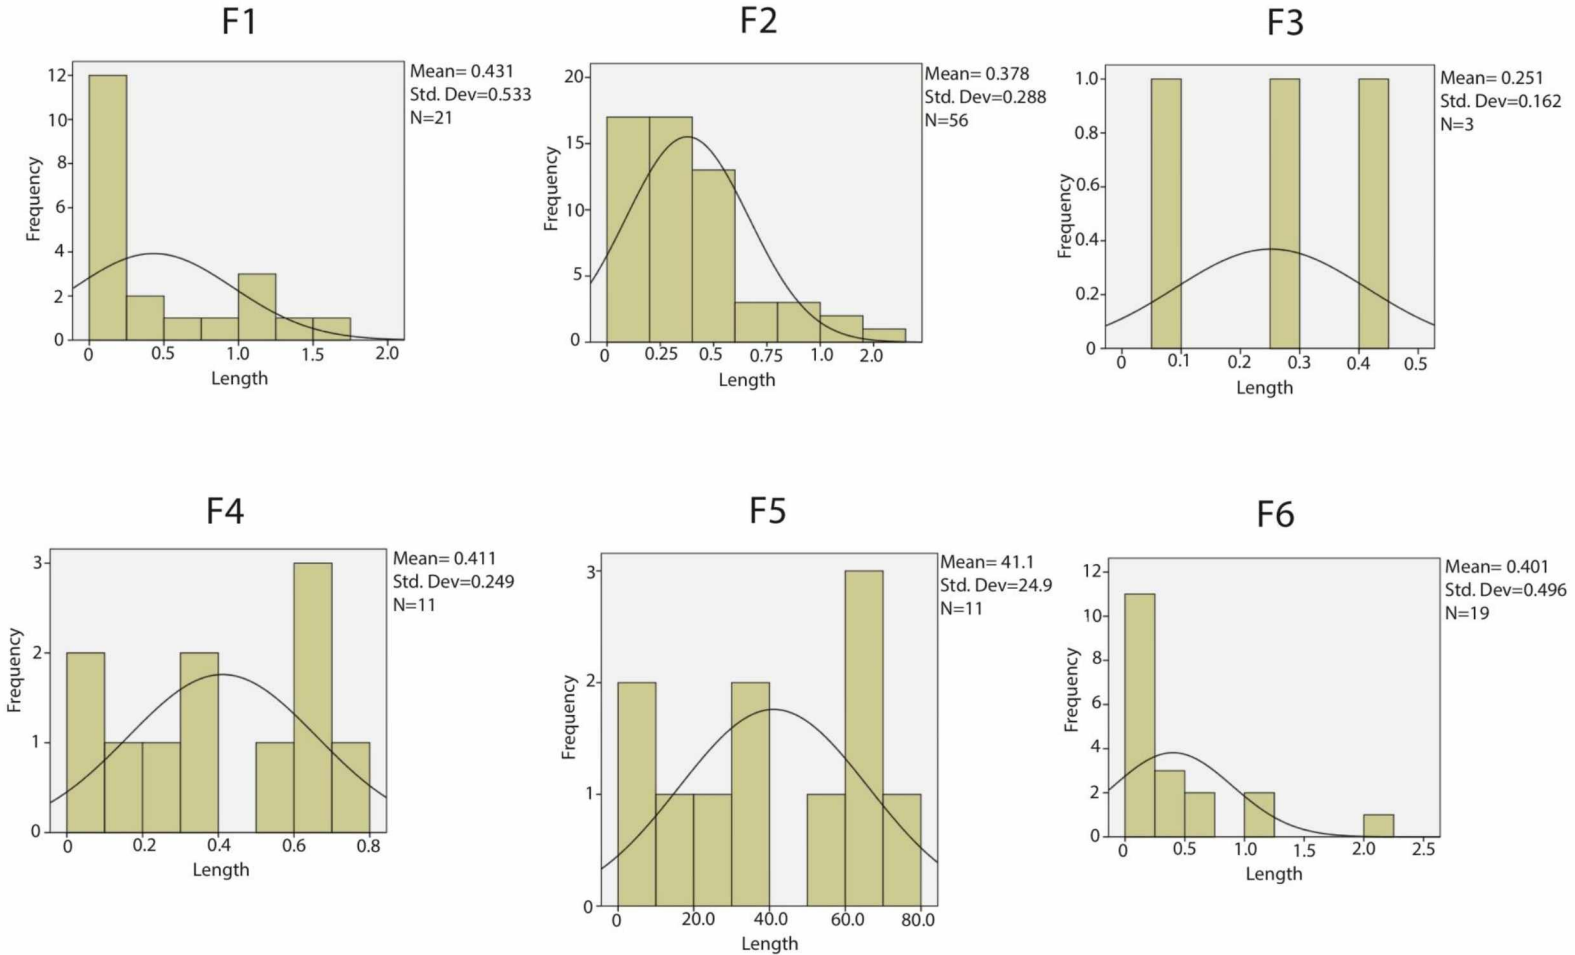 F1
Mean= 0.431
Std. Dev=0.533
N=21
12
10
8
6
4
2
0
Frequency
0 0.5 1.0 1.5 2.0
Length
F2
Mean= 0.378
Std. Dev=0.288
N=56
20
15
10
5
0
Frequency
0 0.25 0.5 0.75 1.0 2.0
Length
F3
Mean= 0.251
Std. Dev=0.162
N=3
1.0
0.8
0.6
0.4
0.2
0
Frequency
0 0.1 0.2 0.3 0.4 0.5
Length
F4
Mean= 0.411
Std. Dev=0.249
N=11
3
2
1
0
Frequency
0 0.2 0.4 0.6 0.8
Length
F5
Mean= 41.1
Std. Dev=24.9
N=11
3
2
1
0
Frequency
0 20.0 40.0 60.0 80.0
Length
F6
Mean= 0.401
Std. Dev=0.496
N=19
12
10
8
6
4
2
0
Frequency
0 0.5 1.0 1.5 2.0 2.5
Length